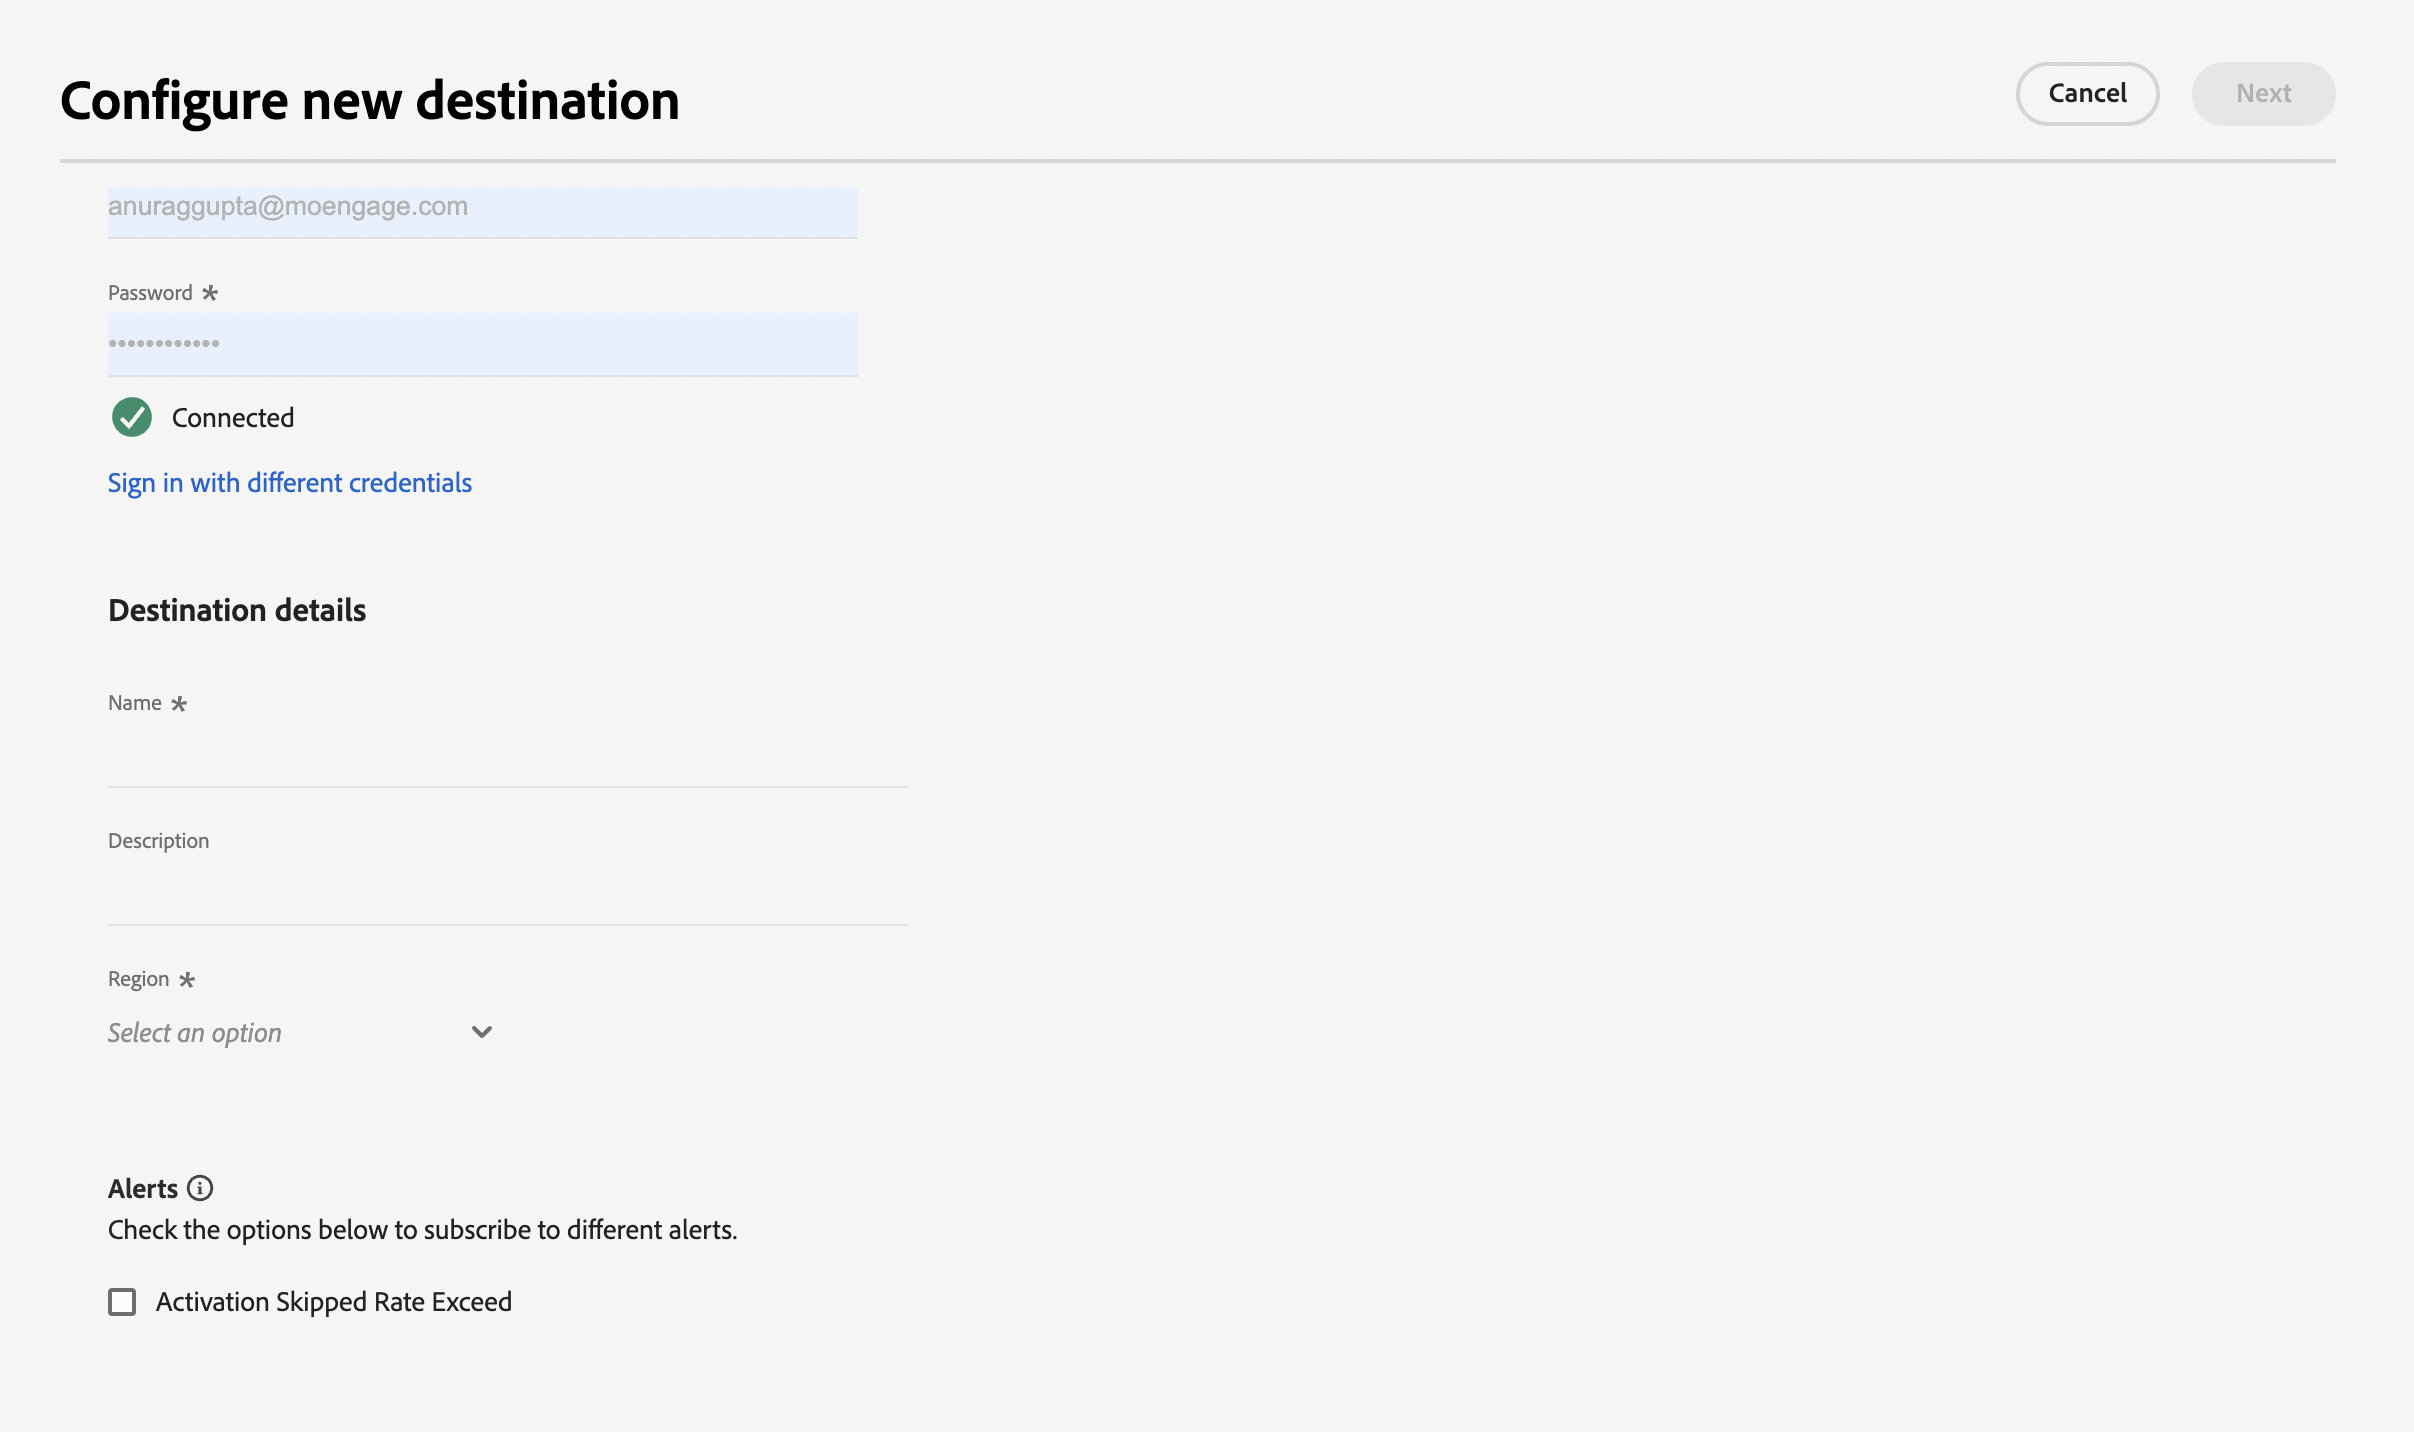 Configure new destination
Cancel
Next
anuraggupta@moengage.com
Password *
••••••••••••
Connected
Sign in with different credentials
Destination details
Name *
Description
Region *
Select an option
Alerts
Check the options below to subscribe to different alerts.
Activation Skipped Rate Exceed